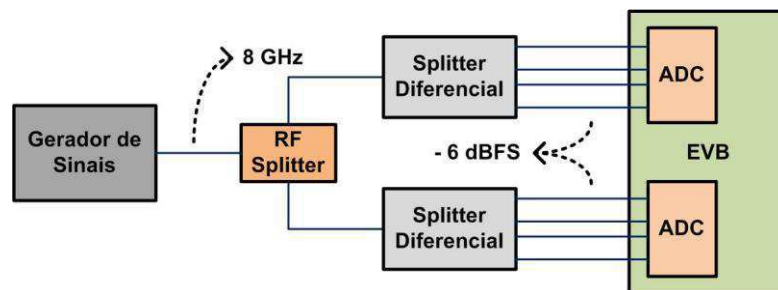 8 GHz
Splitter
Diferencial
ADC
Gerador de
Sinais
RF
Splitter
- 6 dBFS
EVB
Splitter
Diferencial
ADC